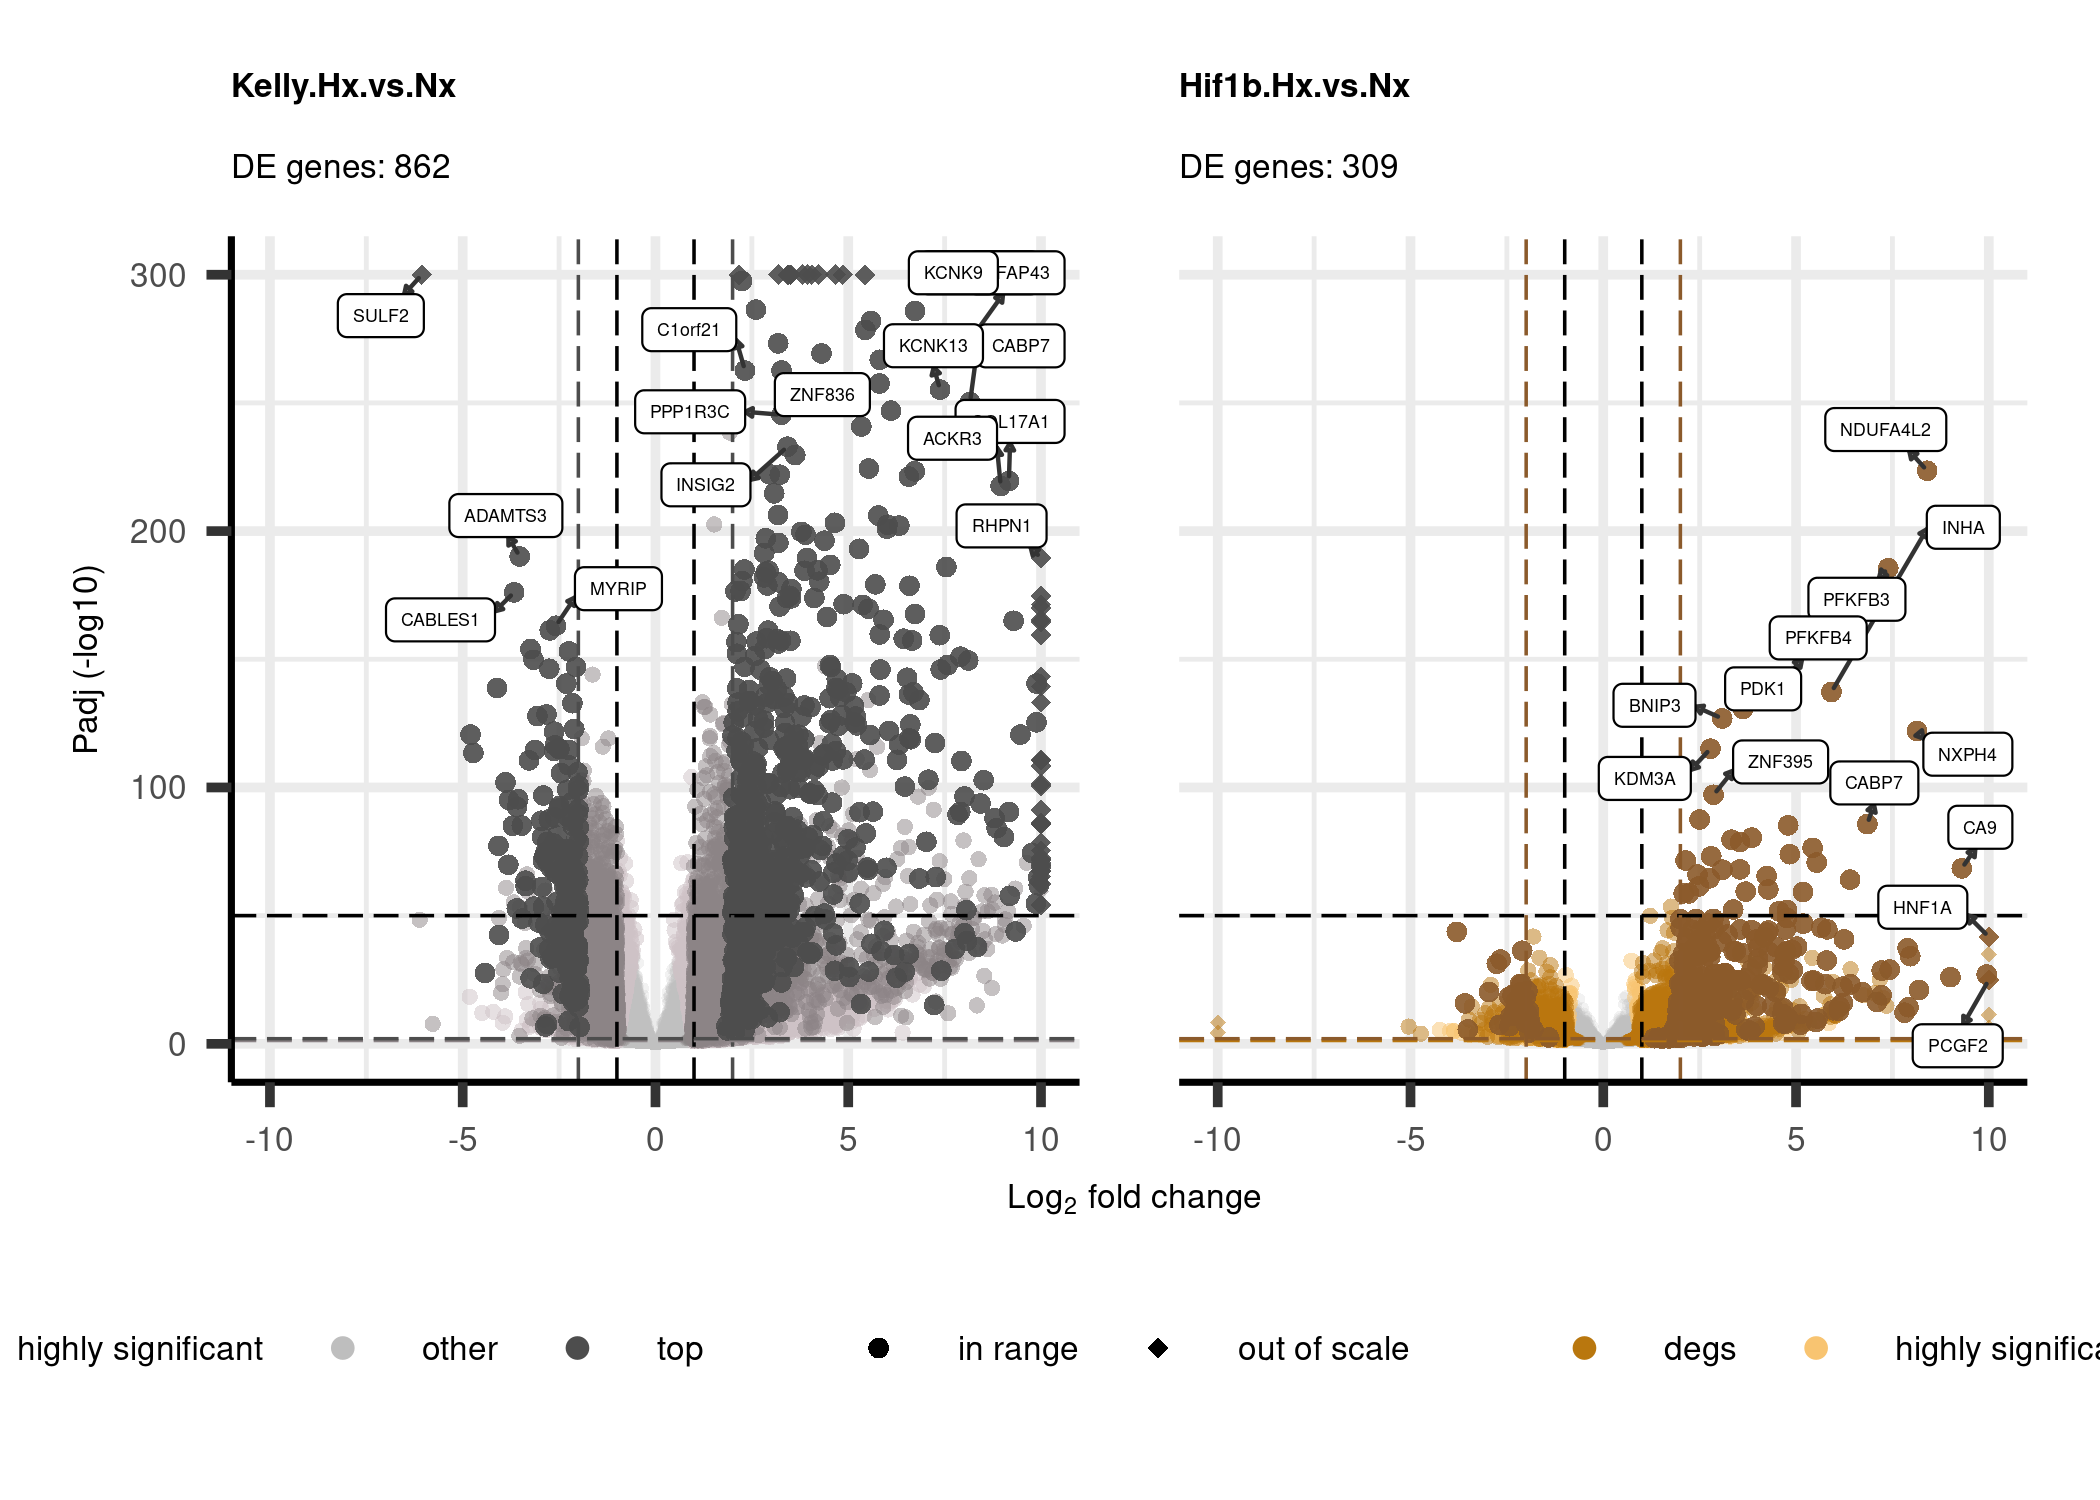 Kelly.Hx.vs.Nx
DE genes: 862
Hif1b.Hx.vs.Nx
DE genes: 309
Padj (-log10)
300
200
100
0
SULF2
C1orf21
KCNK9
FAP43
KCNK13
CABP7
ZNF836
PPP1R3C
L17A1
ACKR3
INSIG2
ADAMTS3
RHPN1
MYRIP
CABLES1
NDUFA4L2
INHA
PFKFB3
PFKFB4
PDK1
BNIP3
NXPH4
ZNF395
KDM3A
CABP7
CA9
HNF1A
PCGF2
-10 -5 0 5 10
-10 -5 0 5 10
Log2 fold change
highly significant other top in range out of scale degs highly signific